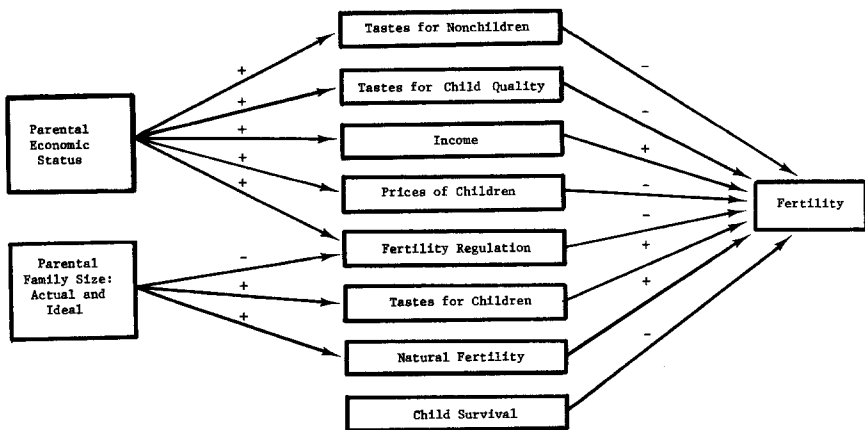 Tastes for Nonchildren
Tastes for Child Quality
Income
Prices of Children
Fertility Regulation
Tastes for Children
Natural Fertility
Child Survival
Parental
Economic
Status
Parental
Family Size:
Actual and
Ideal
Fertility
+
+
+
+
+
-
+
+
-
-
+
-
-
+
+
-